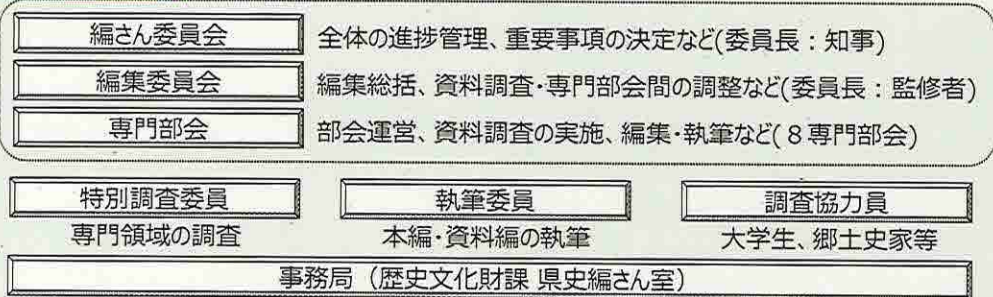 編さん委員会 全体の進捗管理、重要事項の決定など(委員長：知事)
編集委員会 編集総括、資料調査・専門部会間の調整など(委員長：監修者)
専門部会 部会運営、資料調査の実施、編集・執筆など(８専門部会)
特別調査委員 執筆委員 調査協力員
専門領域の調査 本編・資料編の執筆 大学生、郷土史家等
事務局（歴史文化財課 県史編さん室）